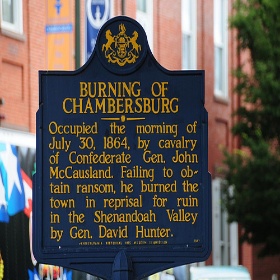 BURNING OF
CHAMBERSBURG
Occupied the morning of
July 30, 1864, by cavalry
of Confederate Gen. John
McCausland. Failing to ob-
tain ransom, he burned the
town in reprisal for ruin
in the Shenandoah Valley
by Gen. David Hunter.